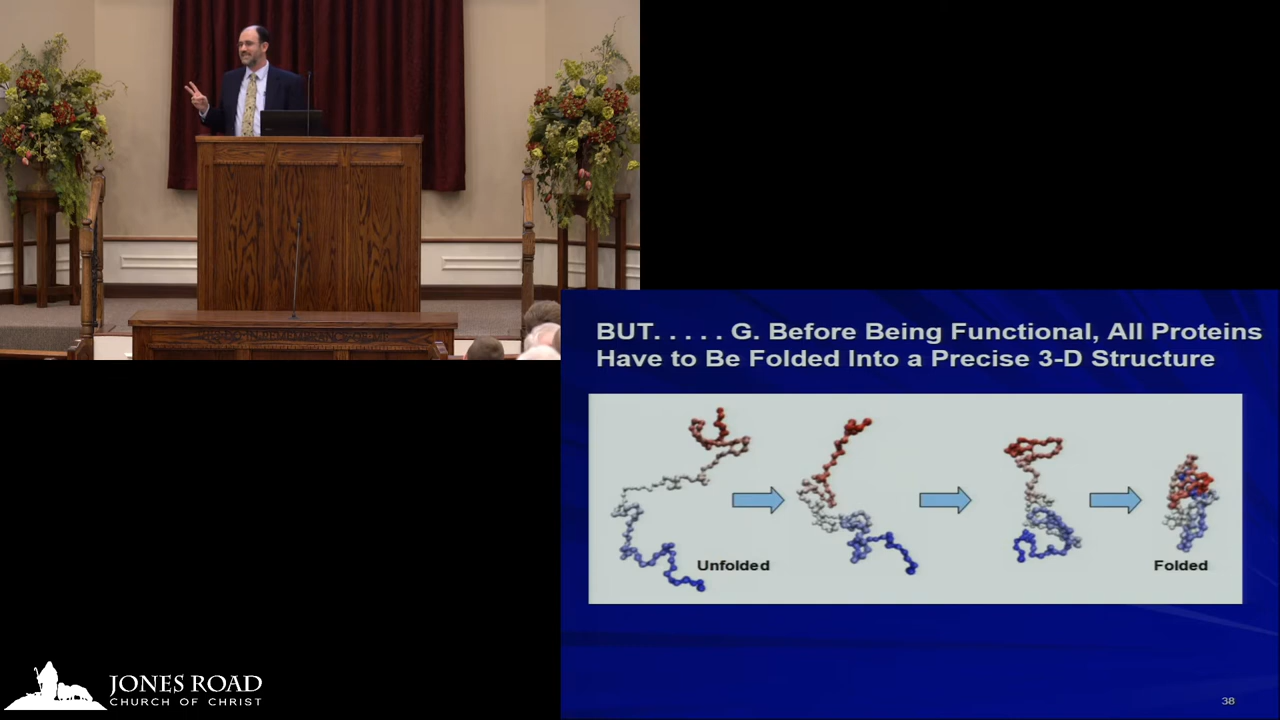 BUT. . . . . G. Before Being Functional, All Proteins
Have to Be Folded Into a Precise 3-D Structure
Unfolded
Folded
38
JONES ROAD
CHURCH OF CHRIST